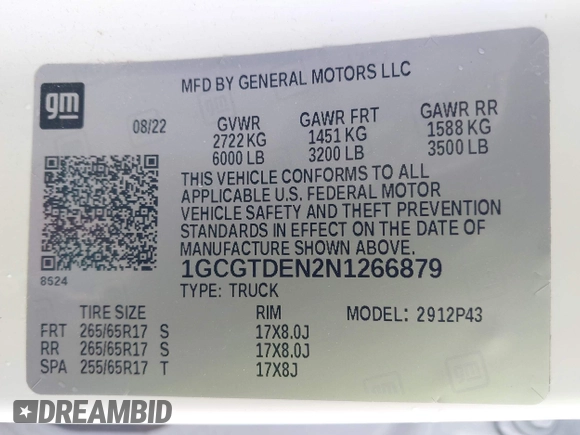 MFD BY GENERAL MOTORS LLC
gm
08/22 GVWR GAWR FRT GAWR RR
2722 KG 1451 KG 1588 KG
6000 LB 3200 LB 3500 LB
THIS VEHICLE CONFORMS TO ALL
APPLICABLE U.S. FEDERAL MOTOR
VEHICLE SAFETY AND THEFT PREVENTION
STANDARDS IN EFFECT ON THE DATE OF
MANUFACTURE SHOWN ABOVE.
8524 1GCGTDEN2N1266879
TYPE: TRUCK
TIRE SIZE RIM MODEL: 2912P43
FRT 265/65R17 S 17X8.0J
RR 265/65R17 S 17X8.0J
SPA 255/65R17 T 17X8J
DREAMBID